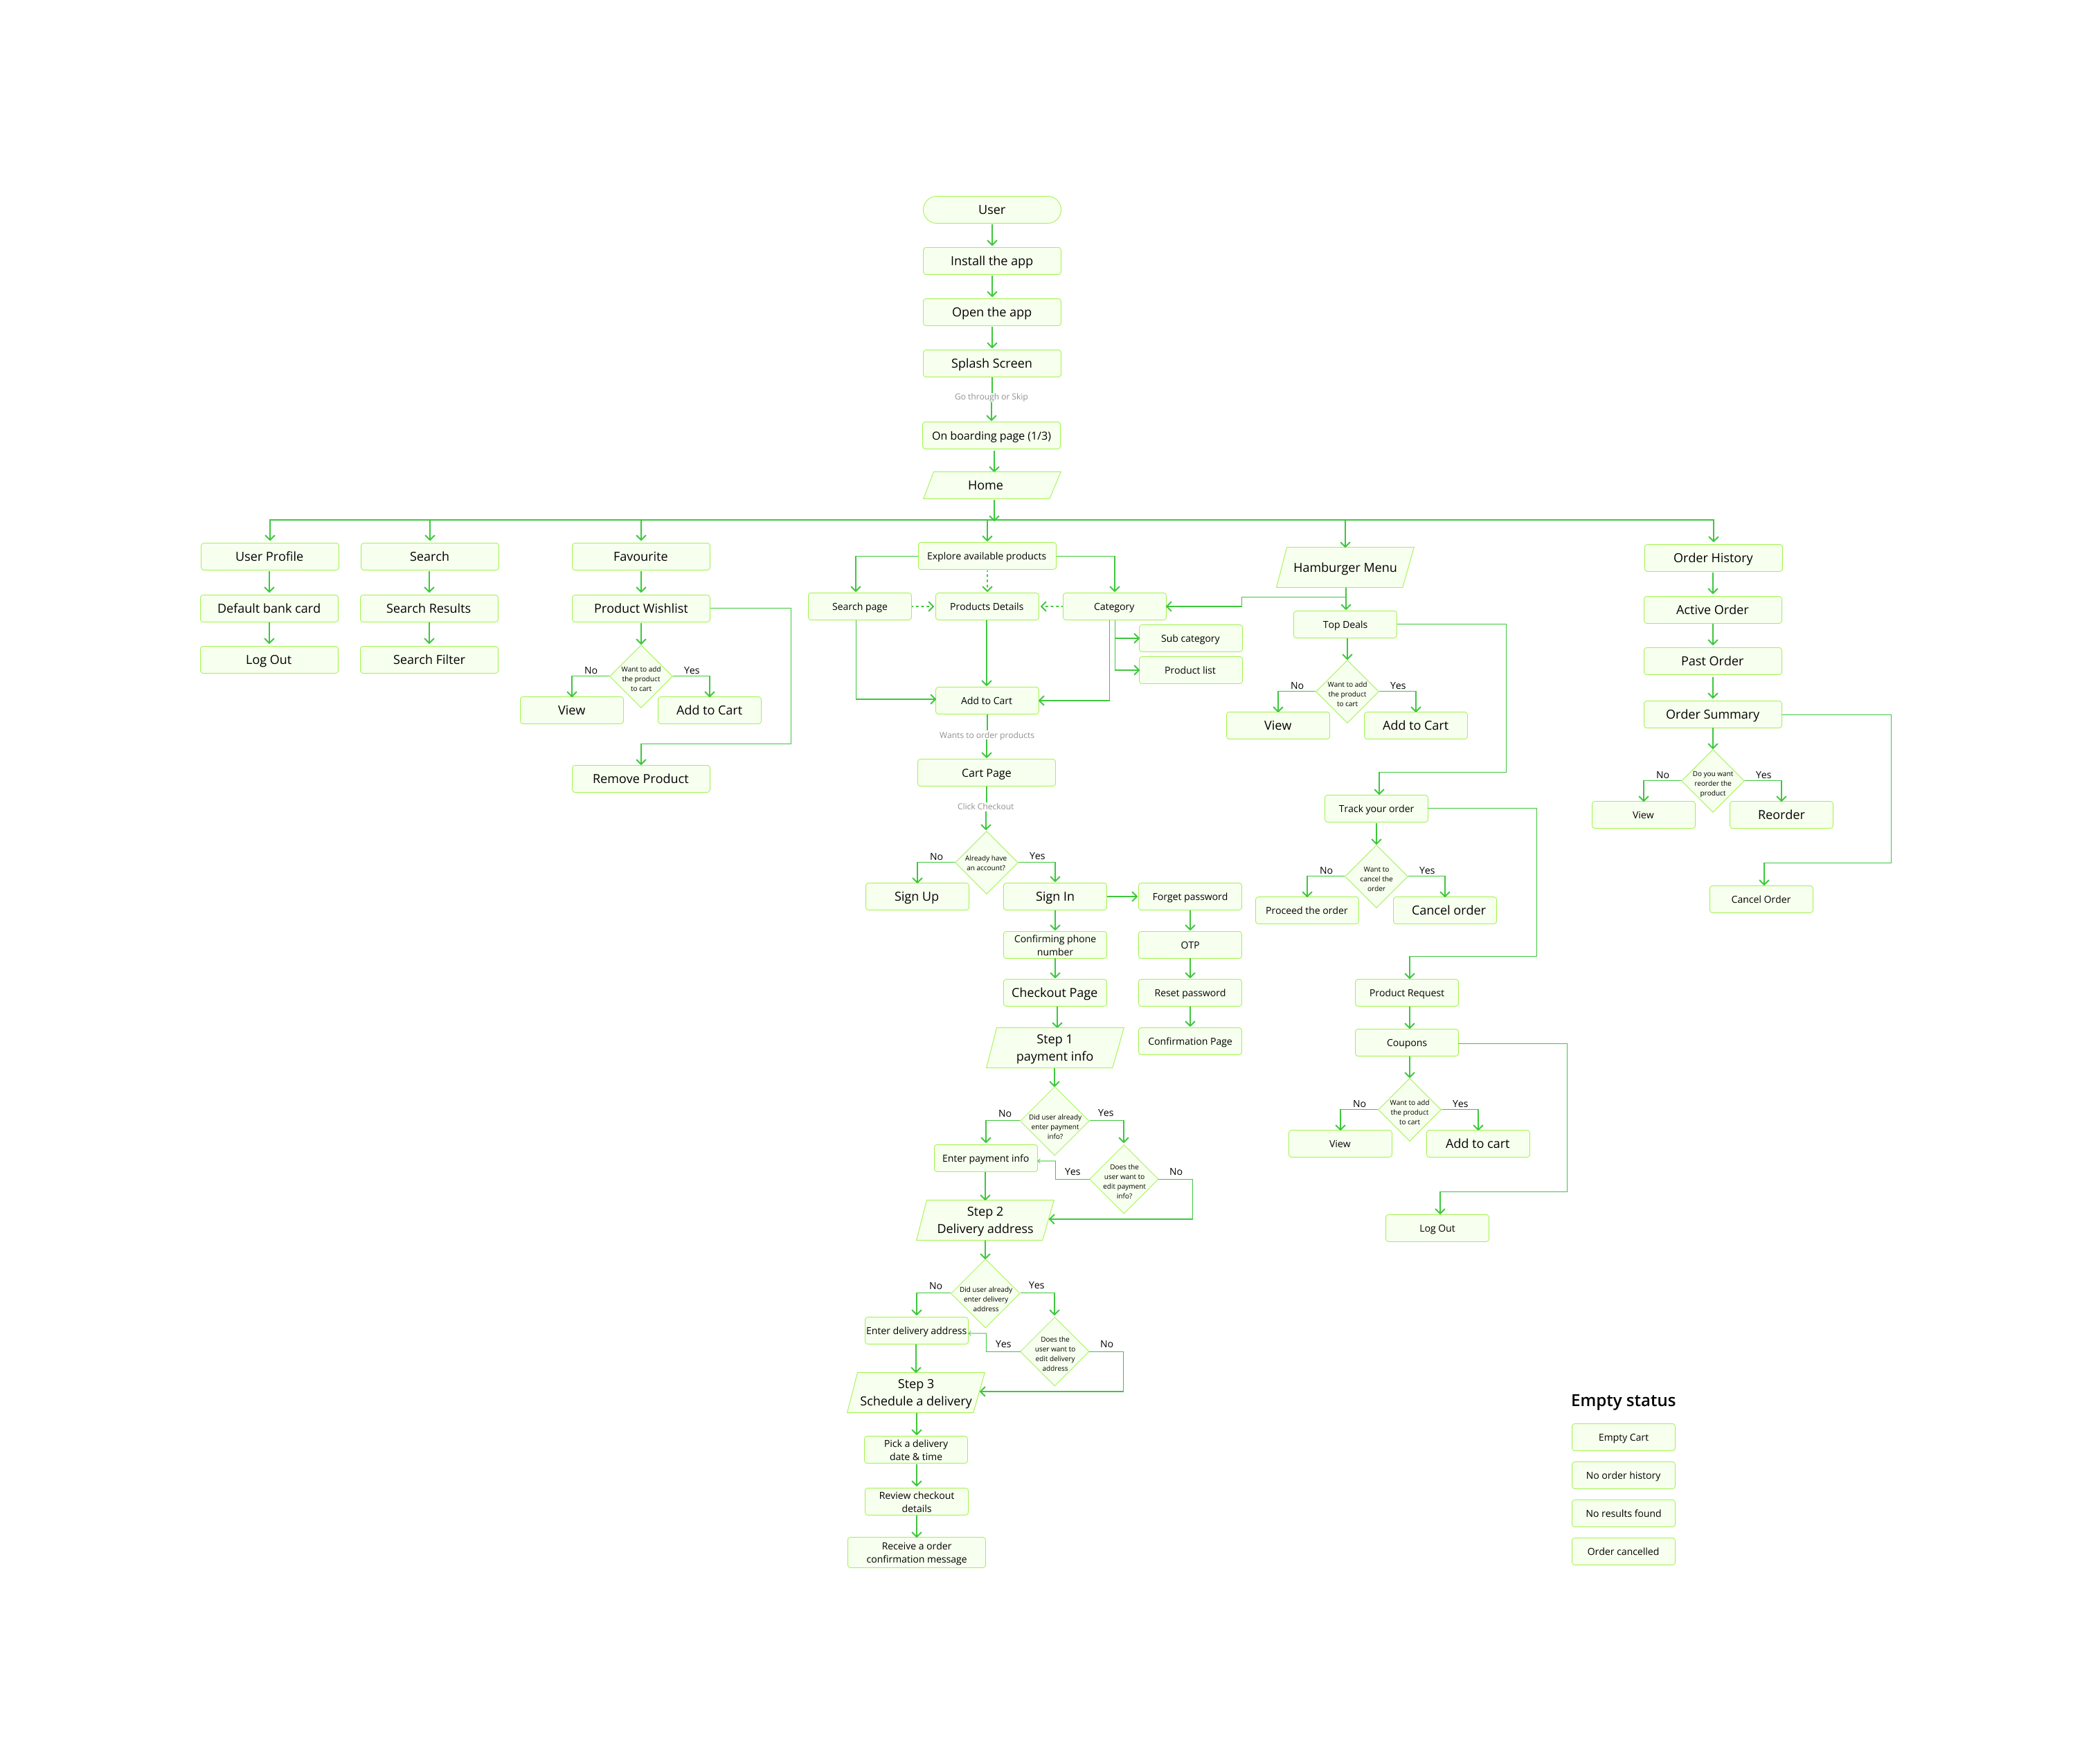 User
Install the app
Open the app
Splash Screen
Go through or Skip
On boarding page (1/3)
Home
User Profile
Default bank card
Log Out
Search
Search Results
Search Filter
Favourite
Product Wishlist
Want to add
the product
to cart
No
Yes
View
Add to Cart
Remove Product
Explore available products
Search page
Products Details
Category
Sub category
Product list
Add to Cart
Wants to order products
Cart Page
Click Checkout
Already have
an account?
No
Yes
Sign Up
Sign In
Forget password
Confirming phone
number
OTP
Checkout Page
Reset password
Confirmation Page
Step 1
payment info
Did user already
enter payment
info?
No
Yes
Enter payment info
Does the
user want to
edit payment
info?
Yes
No
Step 2
Delivery address
Did user already
enter delivery
address
No
Yes
Enter delivery address
Does the
user want to
edit delivery
address
Yes
No
Step 3
Schedule a delivery
Pick a delivery
date & time
Review checkout
details
Receive a order
confirmation message
Hamburger Menu
Top Deals
Want to add
the product
to cart
No
Yes
View
Add to Cart
Track your order
Want to
cancel the
order
No
Yes
Proceed the order
Cancel order
Product Request
Coupons
Want to add
the product
to cart
No
Yes
View
Add to cart
Log Out
Order History
Active Order
Past Order
Order Summary
Do you want
reorder the
product
No
Yes
View
Reorder
Cancel Order
Empty status
Empty Cart
No order history
No results found
Order cancelled